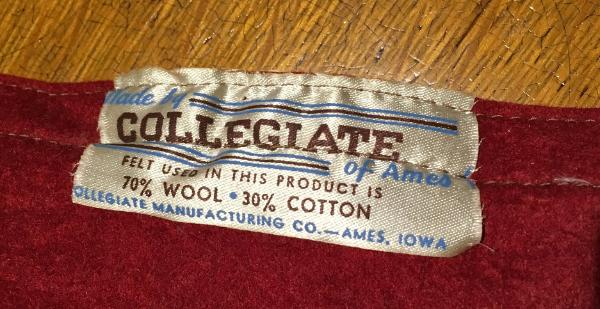 Made by
COLLEGIATE
of Ames
FELT USED IN THIS PRODUCT IS
70% WOOL • 30% COTTON
OLLEGIATE MANUFACTURING CO.—AMES, IOWA